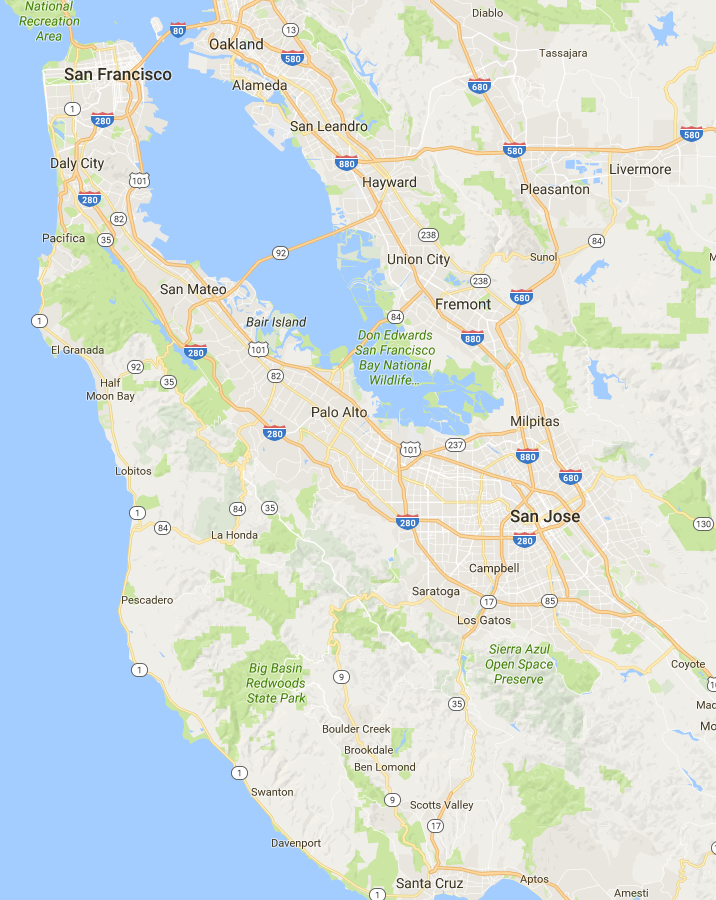 National
Recreation
Area
Diablo
80
13
Oakland
580
Tassajara
San Francisco
Alameda
680
1
280
San Leandro
580
580
Daly City
880
Livermore
101
Hayward
Pleasanton
280
82
Pacifica
35
238
84
92
Union City
Sunol
San Mateo
238
Fremont
680
1
Bair Island
84
880
Don Edwards
San Francisco
Bay National
Wildlife...
El Granada
280
101
92
35
82
Half
Moon Bay
Palo Alto
Milpitas
280
101
237
880
Lobitos
680
1
84
84
35
La Honda
280
San Jose
280
130
Campbell
Saratoga
Pescadero
17
85
Los Gatos
Sierra Azul
Open Space
Preserve
1
Big Basin
Redwoods
State Park
9
Coyote
35
Boulder Creek
Brookdale
Ben Lomond
1
Swanton
9
Scotts Valley
17
Davenport
Santa Cruz
Aptos
1
Amesti